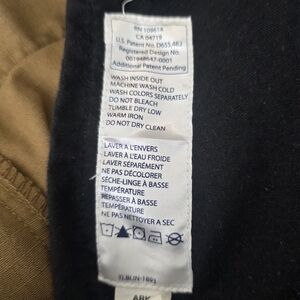 RN 109614
CA 04719
U.S. Patent No. D655,482
Registered Design No.
001948647-0001
Additional Patent Pending
WASH INSIDE OUT
MACHINE WASH COLD
WASH COLORS SEPARATELY
DO NOT BLEACH
TUMBLE DRY LOW
WARM IRON
DO NOT DRY CLEAN
LAVER À L'ENVERS
LAVER À L'EAU FROIDE
LAVER SÉPARÉMENT
NE PAS DÉCOLORER
SÈCHE-LINGE À BASSE
TEMPÉRATURE
REPASSER À BASSE
TEMPÉRATURE
NE PAS NETTOYER A SEC